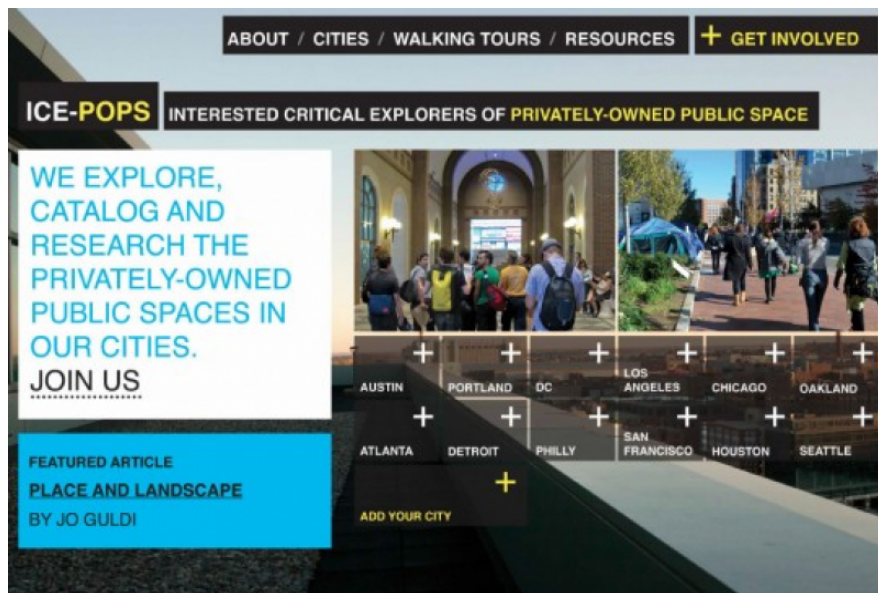 ABOUT / CITIES / WALKING TOURS / RESOURCES
+ GET INVOLVED
ICE-POPS
INTERESTED CRITICAL EXPLORERS OF PRIVATELY-OWNED PUBLIC SPACE
WE EXPLORE,
CATALOG AND
RESEARCH THE
PRIVATELY-OWNED
PUBLIC SPACES IN
OUR CITIES.
JOIN US
FEATURED ARTICLE
PLACE AND LANDSCAPE
BY JO GULDI
+ + + + + +
AUSTIN PORTLAND DC LOS ANGELES CHICAGO OAKLAND
+ + + + + +
ATLANTA DETROIT PHILLY SAN FRANCISCO HOUSTON SEATTLE
+
ADD YOUR CITY